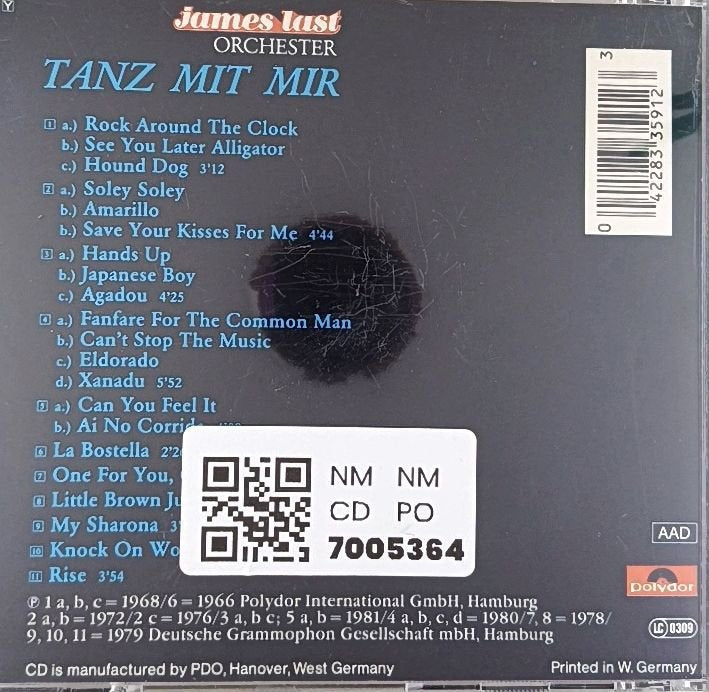 james last
ORCHESTER
TANZ MIT MIR
1 a.) Rock Around The Clock
b.) See You Later Alligator
c.) Hound Dog 3'12
2 a.) Soley Soley
b.) Amarillo
b.) Save Your Kisses For Me 4'44
3 a.) Hands Up
b.) Japanese Boy
c.) Agadou 4'25
4 a.) Fanfare For The Common Man
b.) Can't Stop The Music
c.) Eldorado
d.) Xanadu 5'52
5 a.) Can You Feel It
b.) Ai No Corrida
6 La Bostella
7 One For You,
8 Little Brown
9 My Sharona
10 Knock On
11 Rise 3'54
NM NM
CD PO
7005364
0 42283 35912 3
AAD
polydor
LC 0309
℗ 1 a, b, c = 1968/6 = 1966 Polydor International GmbH, Hamburg
2 a, b = 1972/2 c = 1976/3 a, b c; 5 a, b = 1981/4 a, b, c, d = 1980/7, 8 = 1978/
9, 10, 11 = 1979 Deutsche Grammophon Gesellschaft mbH, Hamburg
CD is manufactured by PDO, Hanover, West Germany
Printed in W. Germany